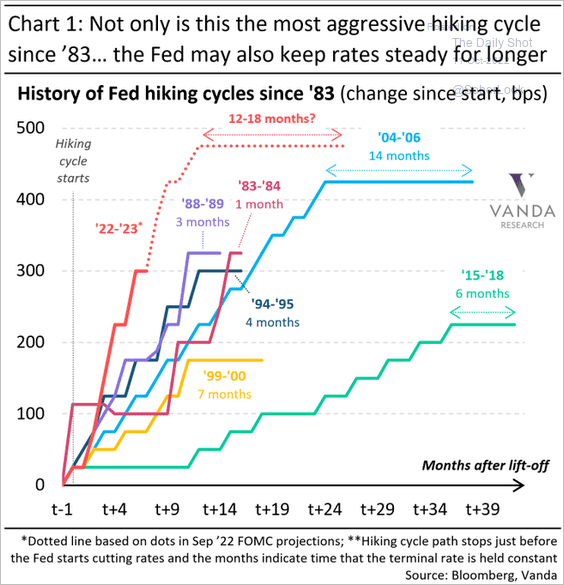 Chart 1: Not only is this the most aggressive hiking cycle
since ’83… the Fed may also keep rates steady for longer
The Daily Shot
History of Fed hiking cycles since '83 (change since start, bps)
500
400
300
200
100
0
Hiking
cycle
starts
12-18 months?
'04-'06
14 months
'83-'84
1 month
'88-'89
3 months
'22-'23*
'94-'95
4 months
'99-'00
7 months
'15-'18
6 months
VANDA
RESEARCH
Months after lift-off
t-1 t+4 t+9 t+14 t+19 t+24 t+29 t+34 t+39
*Dotted line based on dots in Sep ’22 FOMC projections; **Hiking cycle path stops just before
the Fed starts cutting rates and the months indicate time that the terminal rate is held constant
Source: Bloomberg, Vanda